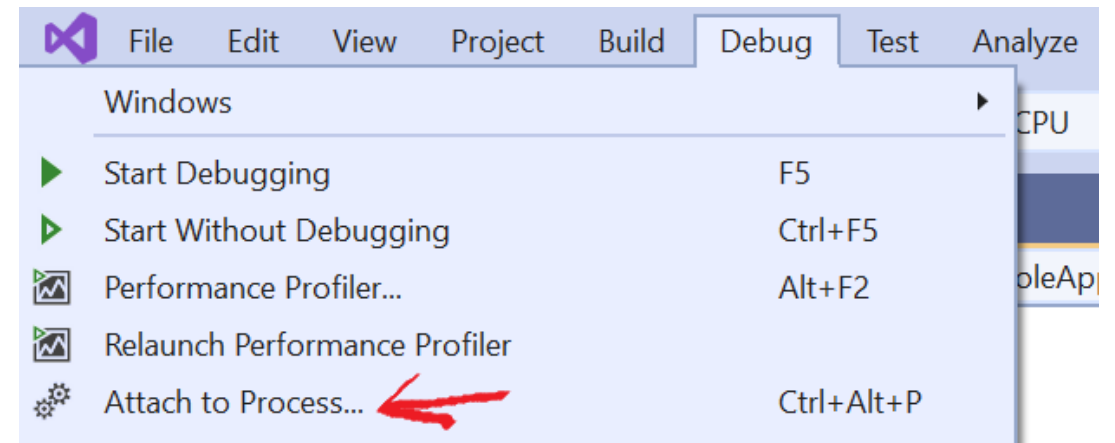 File Edit View Project Build Debug Test Analyze
Windows
CPU
Start Debugging F5
Start Without Debugging Ctrl+F5
Performance Profiler... Alt+F2
Relaunch Performance Profiler
Attach to Process... Ctrl+Alt+P